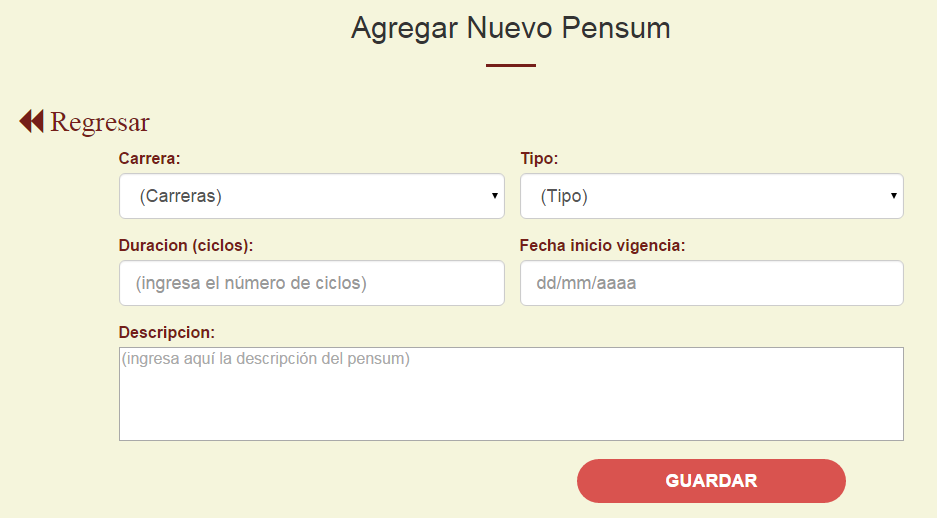 Agregar Nuevo Pensum
Regresar
Carrera: Tipo:
(Carreras) (Tipo)
Duracion (ciclos): Fecha inicio vigencia:
(ingresa el número de ciclos) dd/mm/aaaa
Descripcion:
(ingresa aquí la descripción del pensum)
GUARDAR